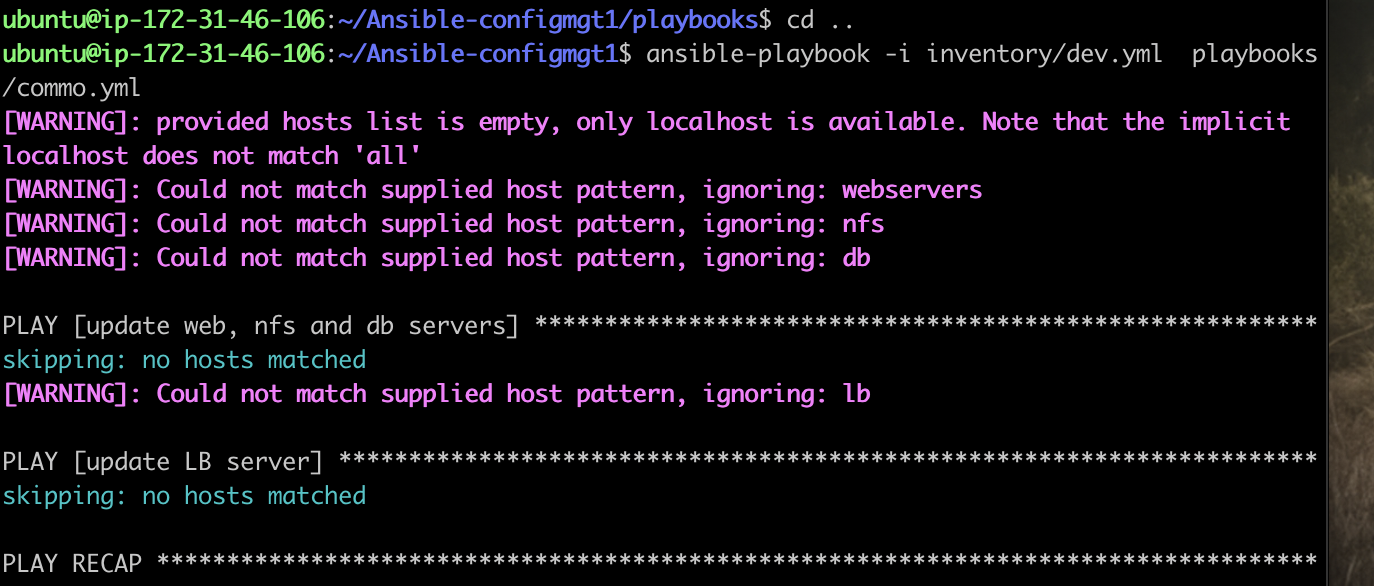 ubuntu@ip-172-31-46-106:~/Ansible-configmgt1/playbooks$ cd ..
ubuntu@ip-172-31-46-106:~/Ansible-configmgt1$ ansible-playbook -i inventory/dev.yml  playbooks
/commo.yml
[WARNING]: provided hosts list is empty, only localhost is available. Note that the implicit
localhost does not match 'all'
[WARNING]: Could not match supplied host pattern, ignoring: webservers
[WARNING]: Could not match supplied host pattern, ignoring: nfs
[WARNING]: Could not match supplied host pattern, ignoring: db
PLAY [update web, nfs and db servers] ********************************************************
skipping: no hosts matched
[WARNING]: Could not match supplied host pattern, ignoring: lb
PLAY [update LB server] **********************************************************************
skipping: no hosts matched
PLAY RECAP ***********************************************************************************